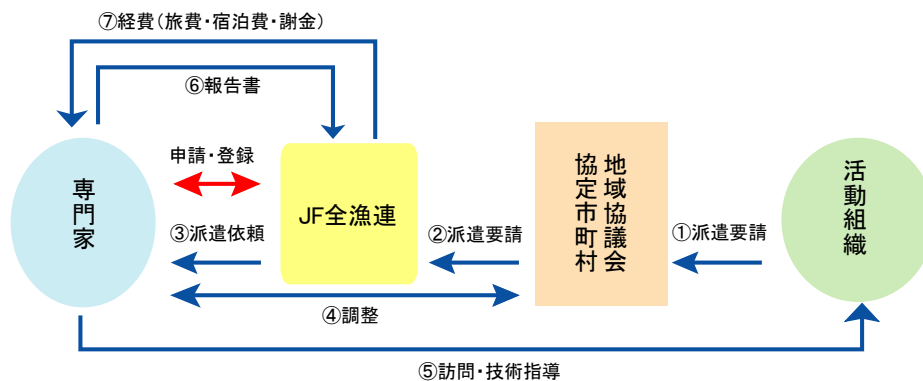 ⑦経費(旅費・宿泊費・謝金)
⑥報告書
申請・登録
専門家
JF全漁連
地域協議会
協定市町村
活動組織
③派遣依頼
②派遣要請
①派遣要請
④調整
⑤訪問・技術指導